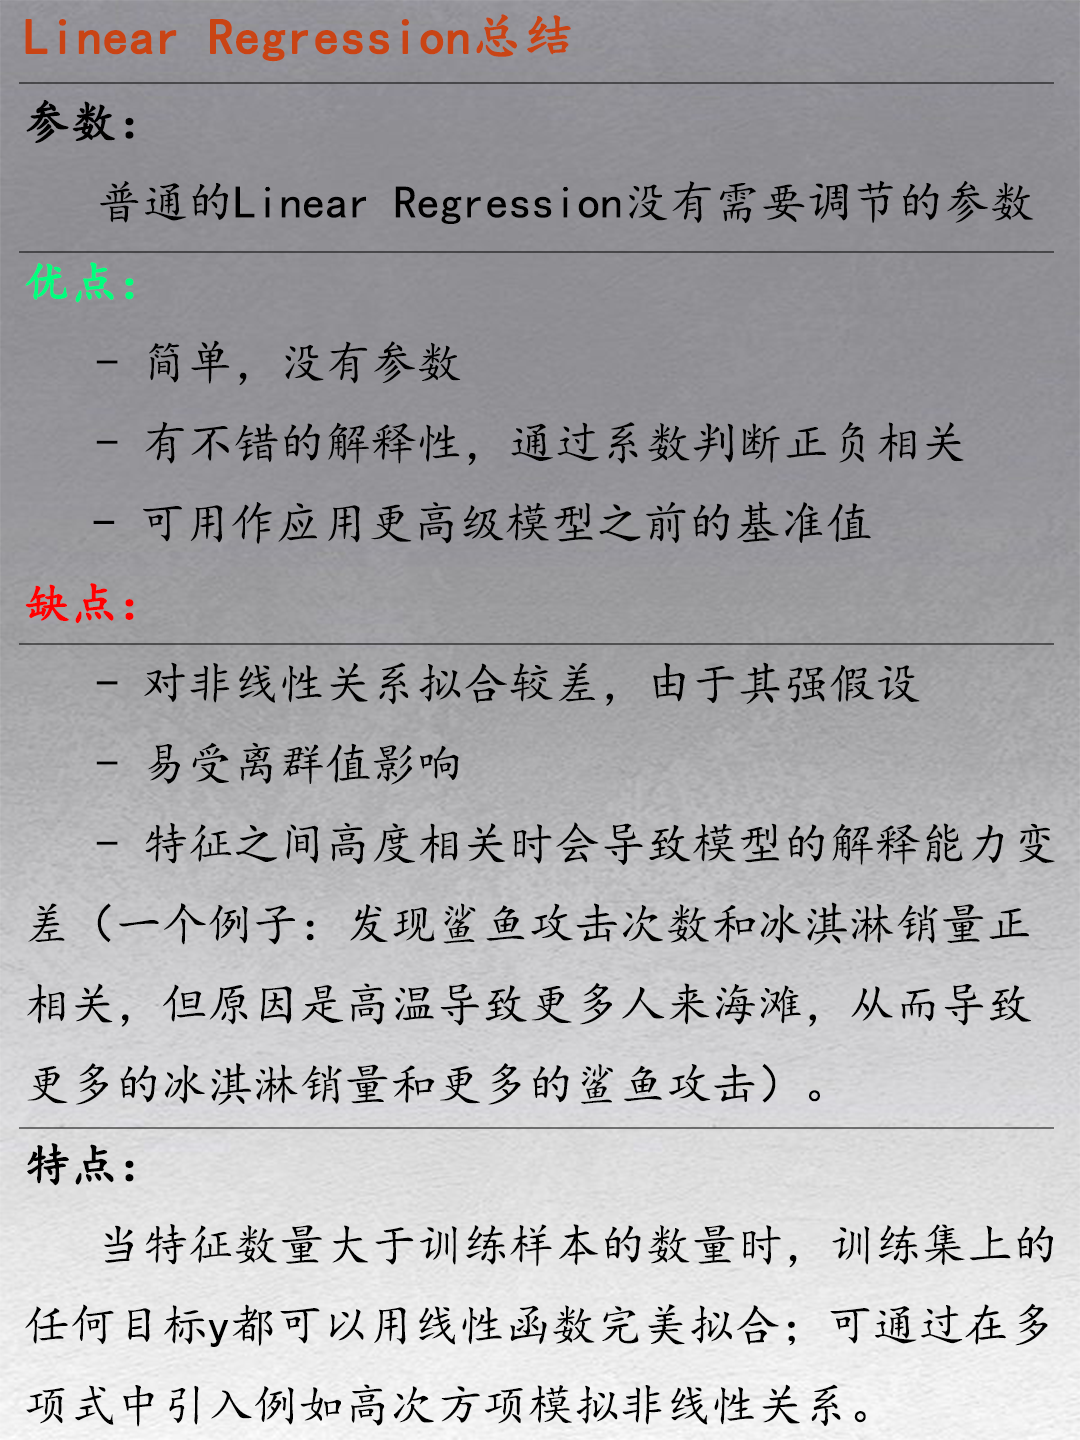 Linear Regression总结
参数：
普通的Linear Regression没有需要调节的参数
优点：
- 简单，没有参数
- 有不错的解释性，通过系数判断正负相关
- 可用作应用更高级模型之前的基准值
缺点：
- 对非线性关系拟合较差，由于其强假设
- 易受离群值影响
- 特征之间高度相关时会导致模型的解释能力变
差（一个例子：发现鲨鱼攻击次数和冰淇淋销量正
相关，但原因是高温导致更多人来海滩，从而导致
更多的冰淇淋销量和更多的鲨鱼攻击）。
特点：
当特征数量大于训练样本的数量时，训练集上的
任何目标y都可以用线性函数完美拟合；可通过在多
项式中引入例如高次方项模拟非线性关系。